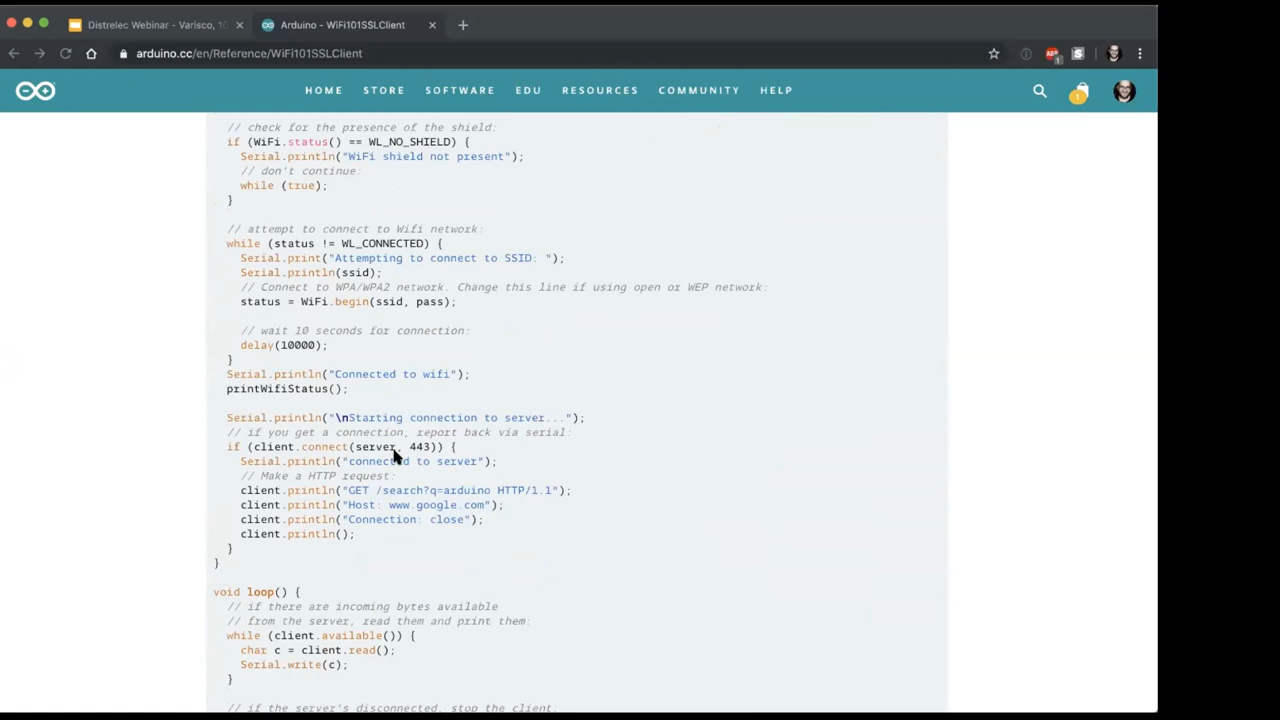 Distrelec Webinar - Varisco, 10
Arduino - WiFi101SSLClient
arduino.cc/en/Reference/WiFi101SSLClient
HOME STORE SOFTWARE EDU RESOURCES COMMUNITY HELP
// check for the presence of the shield:
if (WiFi.status() == WL_NO_SHIELD) {
Serial.println("WiFi shield not present");
// don't continue:
while (true);
}
// attempt to connect to Wifi network:
while (status != WL_CONNECTED) {
Serial.print("Attempting to connect to SSID: ");
Serial.println(ssid);
// Connect to WPA/WPA2 network. Change this line if using open or WEP network:
status = WiFi.begin(ssid, pass);
// wait 10 seconds for connection:
delay(10000);
}
Serial.println("Connected to wifi");
printWifiStatus();
Serial.println("\nStarting connection to server...");
// if you get a connection, report back via serial:
if (client.connect(server, 443)) {
Serial.println("connected to server");
// Make a HTTP request:
client.println("GET /search?q=arduino HTTP/1.1");
client.println("Host: www.google.com");
client.println("Connection: close");
client.println();
}
}
void loop() {
// if there are incoming bytes available
// from the server, read them and print them:
while (client.available()) {
char c = client.read();
Serial.write(c);
}
// if the server's disconnected, stop the client: